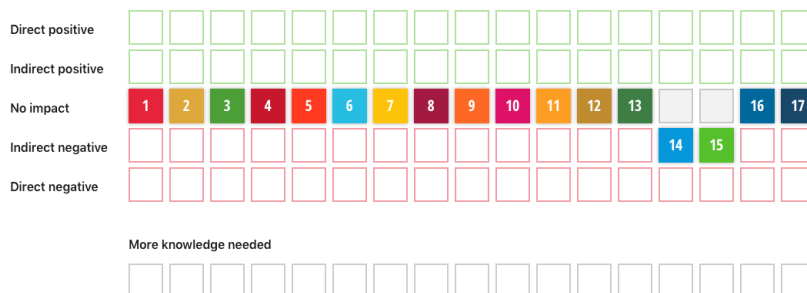 Direct positive
Indirect positive
No impact 1 2 3 4 5 6 7 8 9 10 11 12 13 16 17
Indirect negative 14 15
Direct negative
More knowledge needed